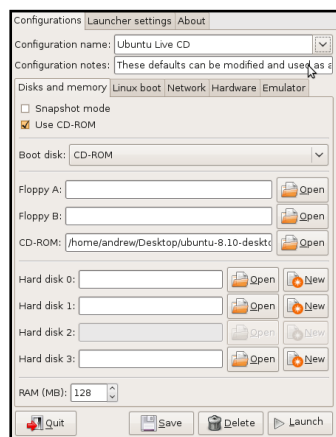 Configurations Launcher settings About
Configuration name: Ubuntu Live CD
Configuration notes: These defaults can be modified and used as a
Disks and memory Linux boot Network Hardware Emulator
Snapshot mode
Use CD-ROM
Boot disk: CD-ROM
Floppy A: Open
Floppy B: Open
CD-ROM: /home/andrew/Desktop/ubuntu-8.10-deskto Open
Hard disk 0: Open New
Hard disk 1: Open New
Hard disk 2: Open New
Hard disk 3: Open New
RAM (MB): 128
Quit Save Delete Launch